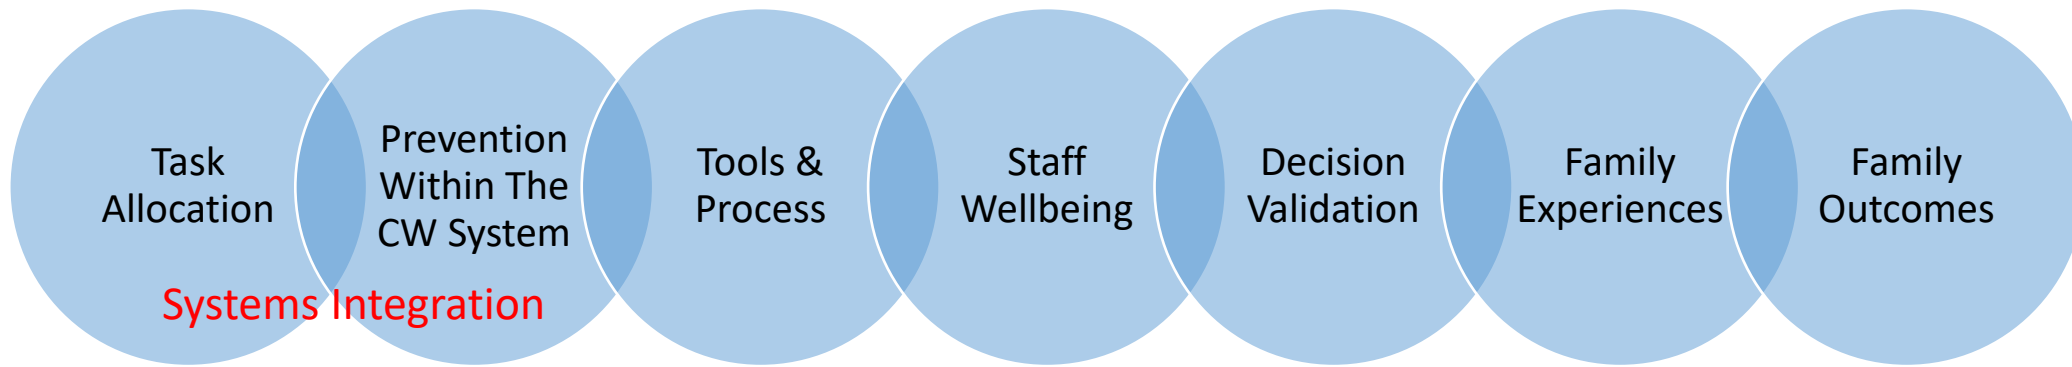 Task
Allocation
Prevention
Within The
CW System
Tools &
Process
Staff
Wellbeing
Decision
Validation
Family
Experiences
Family
Outcomes
Systems Integration